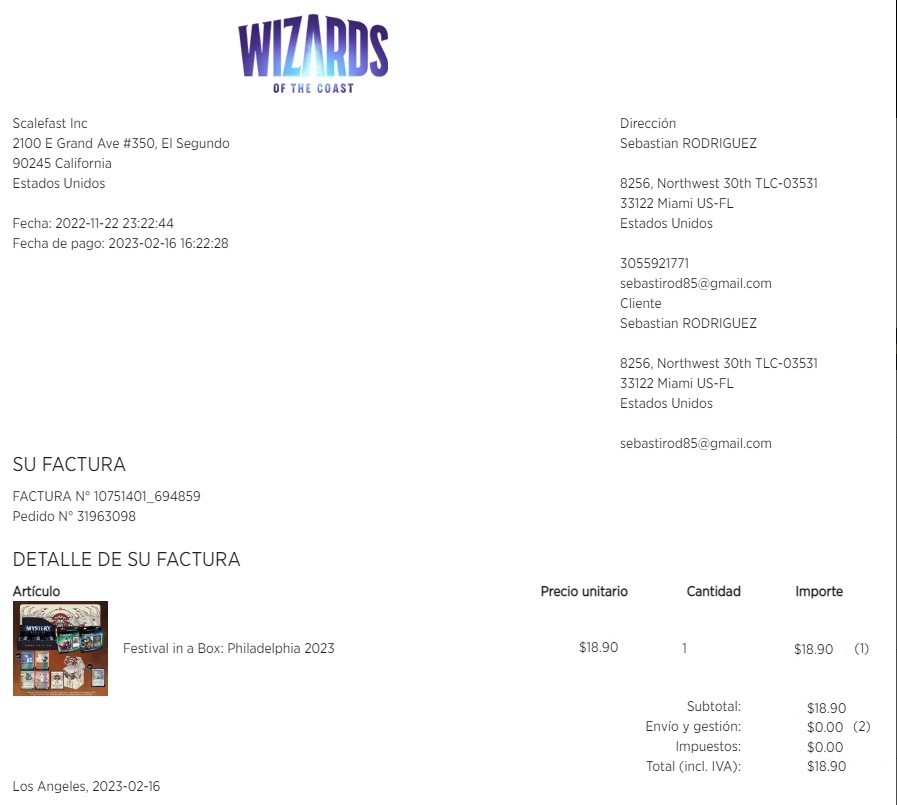 WIZARDS
OF THE COAST
Scalefast Inc
2100 E Grand Ave #350, El Segundo
90245 California
Estados Unidos
Fecha: 2022-11-22 23:22:44
Fecha de pago: 2023-02-16 16:22:28
Dirección
Sebastian RODRIGUEZ
8256, Northwest 30th TLC-03531
33122 Miami US-FL
Estados Unidos
3055921771
sebastirod85@gmail.com
Cliente
Sebastian RODRIGUEZ
8256, Northwest 30th TLC-03531
33122 Miami US-FL
Estados Unidos
sebastirod85@gmail.com
SU FACTURA
FACTURA N° 10751401_694859
Pedido N° 31963098
DETALLE DE SU FACTURA
Artículo Precio unitario Cantidad Importe
MYSTERY
Festival in a Box: Philadelphia 2023 $18.90 1 $18.90 (1)
Subtotal: $18.90
Envío y gestión: $0.00 (2)
Impuestos: $0.00
Total (incl. IVA): $18.90
Los Angeles, 2023-02-16